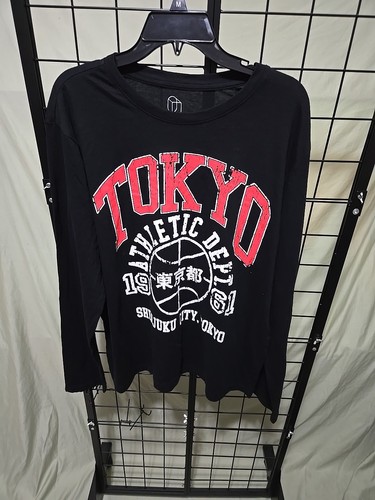 M
TOKYO
ATHLETIC DEPT
19 東京都 61
SHINJUKU CITY, TOKYO